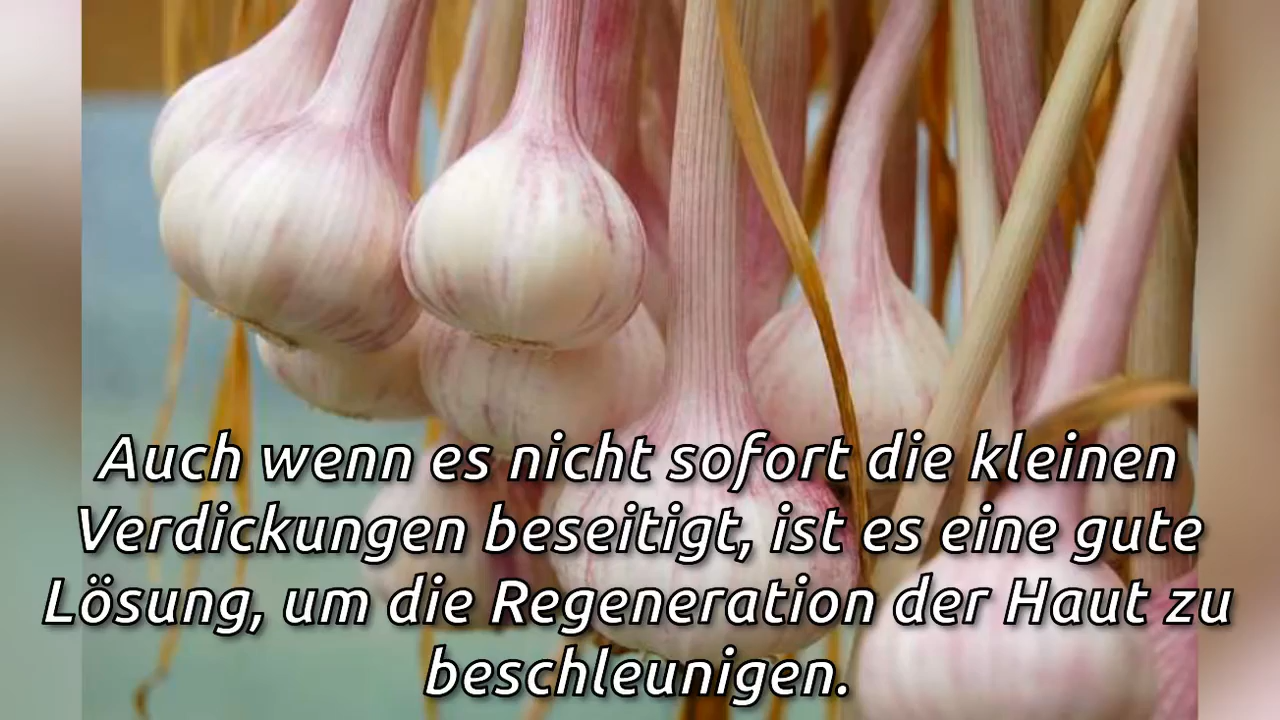 Auch wenn es nicht sofort die kleinen
Verdickungen beseitigt, ist es eine gute
Lösung, um die Regeneration der Haut zu
beschleunigen.